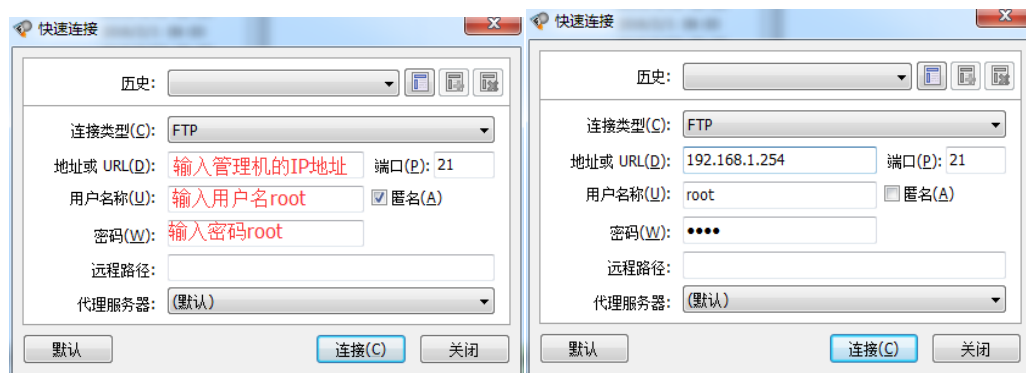 快速连接
历史:
连接类型(C): FTP
地址或 URL(D): 输入管理机的IP地址 端口(P): 21
用户名称(U): 输入用户名root 匿名(A)
密码(W): 输入密码root
远程路径:
代理服务器: (默认)
默认 连接(C) 关闭
快速连接
历史:
连接类型(C): FTP
地址或 URL(D): 192.168.1.254 端口(P): 21
用户名称(U): root 匿名(A)
密码(W): ●●●●
远程路径:
代理服务器: (默认)
默认 连接(C) 关闭